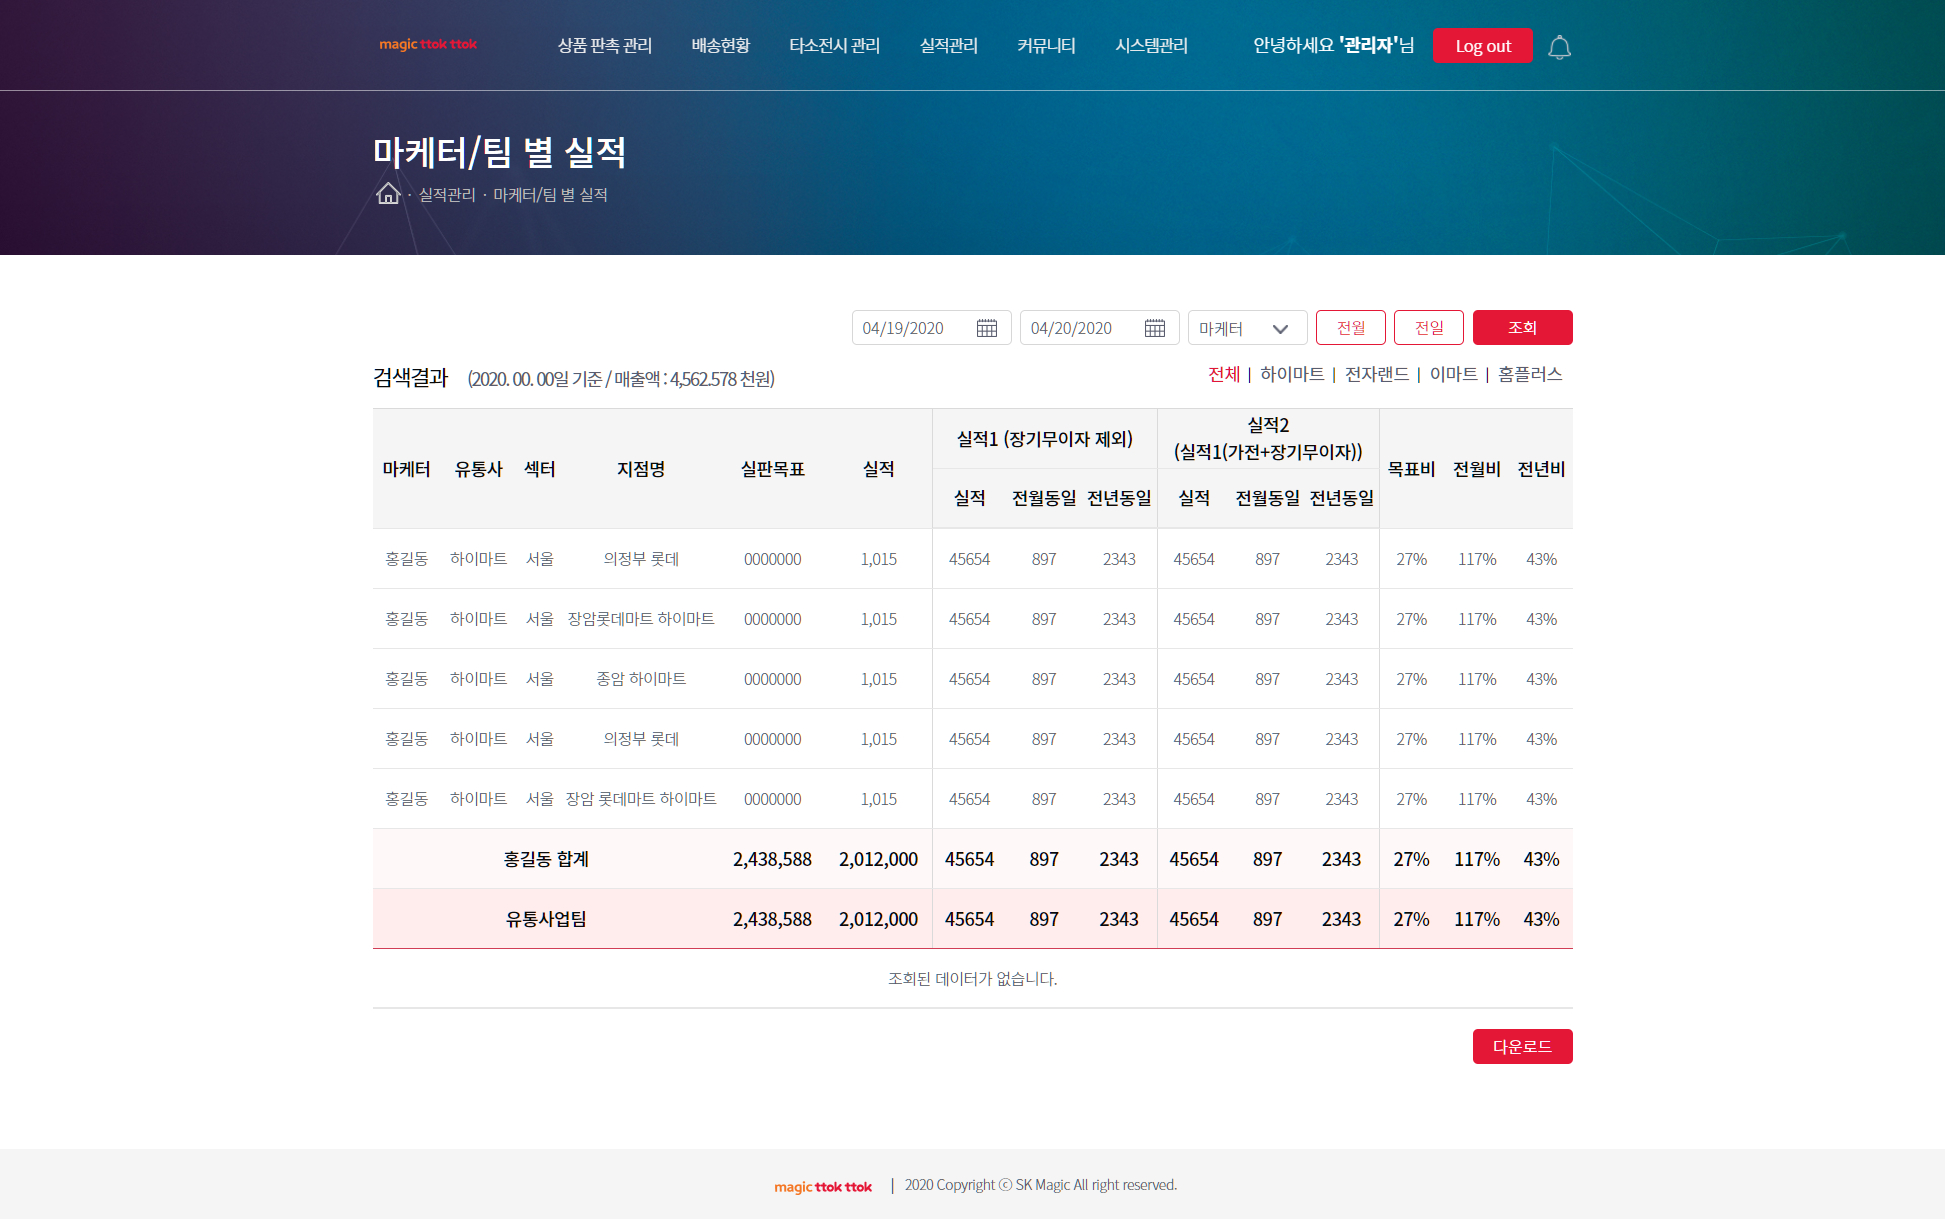 magic ttok ttok 상품 판촉 관리 배송현황 타소전시 관리 실적관리 커뮤니티 시스템관리 안녕하세요 '관리자'님 Log out
마케터/팀 별 실적
· 실적관리 · 마케터/팀 별 실적
04/19/2020 04/20/2020 마케터 전월 전일 조회
검색결과 (2020. 00. 00일 기준 / 매출액 : 4,562.578 천원) 전체 | 하이마트 | 전자랜드 | 이마트 | 홈플러스
마케터 유통사 섹터 지점명 실판목표 실적 실적1 (장기무이자 제외) 실적2 (실적1(가전+장기무이자)) 목표비 전월비 전년비
실적 전월동일 전년동일 실적 전월동일 전년동일
홍길동 하이마트 서울 의정부 롯데 0000000 1,015 45654 897 2343 45654 897 2343 27% 117% 43%
홍길동 하이마트 서울 장암롯데마트 하이마트 0000000 1,015 45654 897 2343 45654 897 2343 27% 117% 43%
홍길동 하이마트 서울 종암 하이마트 0000000 1,015 45654 897 2343 45654 897 2343 27% 117% 43%
홍길동 하이마트 서울 의정부 롯데 0000000 1,015 45654 897 2343 45654 897 2343 27% 117% 43%
홍길동 하이마트 서울 장암 롯데마트 하이마트 0000000 1,015 45654 897 2343 45654 897 2343 27% 117% 43%
홍길동 합계 2,438,588 2,012,000 45654 897 2343 45654 897 2343 27% 117% 43%
유통사업팀 2,438,588 2,012,000 45654 897 2343 45654 897 2343 27% 117% 43%
조회된 데이터가 없습니다.
다운로드
magic ttok ttok | 2020 Copyright ⓒ SK Magic All right reserved.